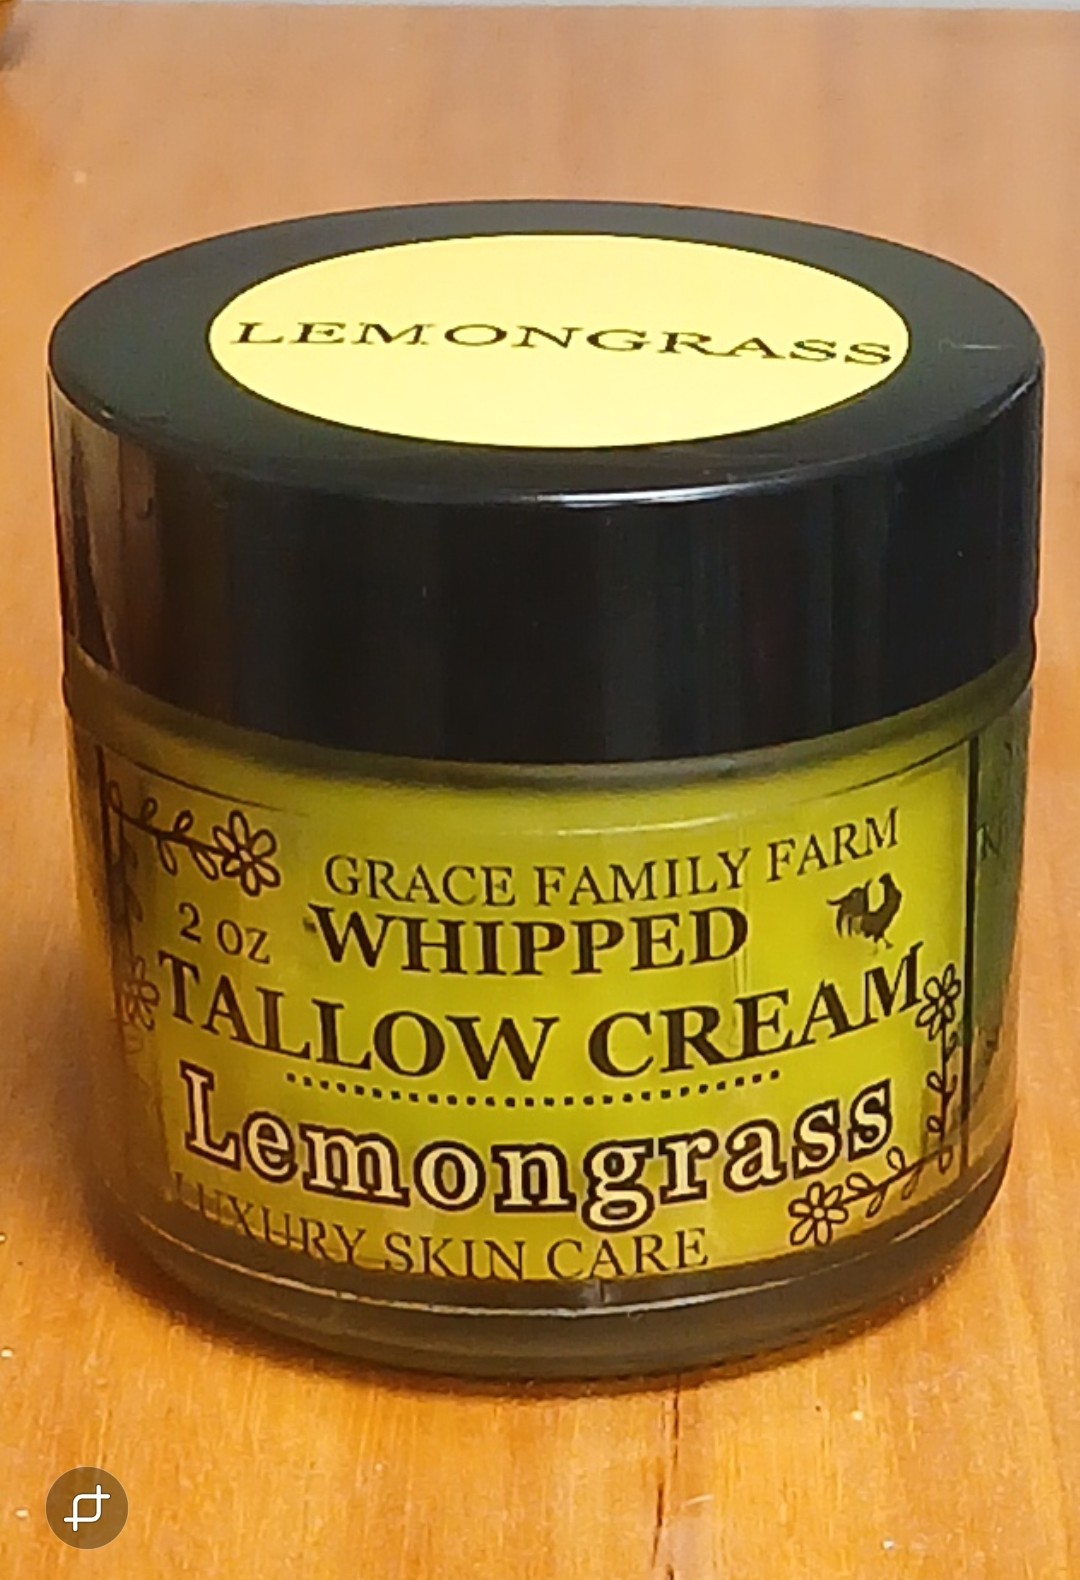 LEMONGRASS
GRACE FAMILY FARM
2 OZ WHIPPED
TALLOW CREAM
Lemongrass
LUXURY SKIN CARE